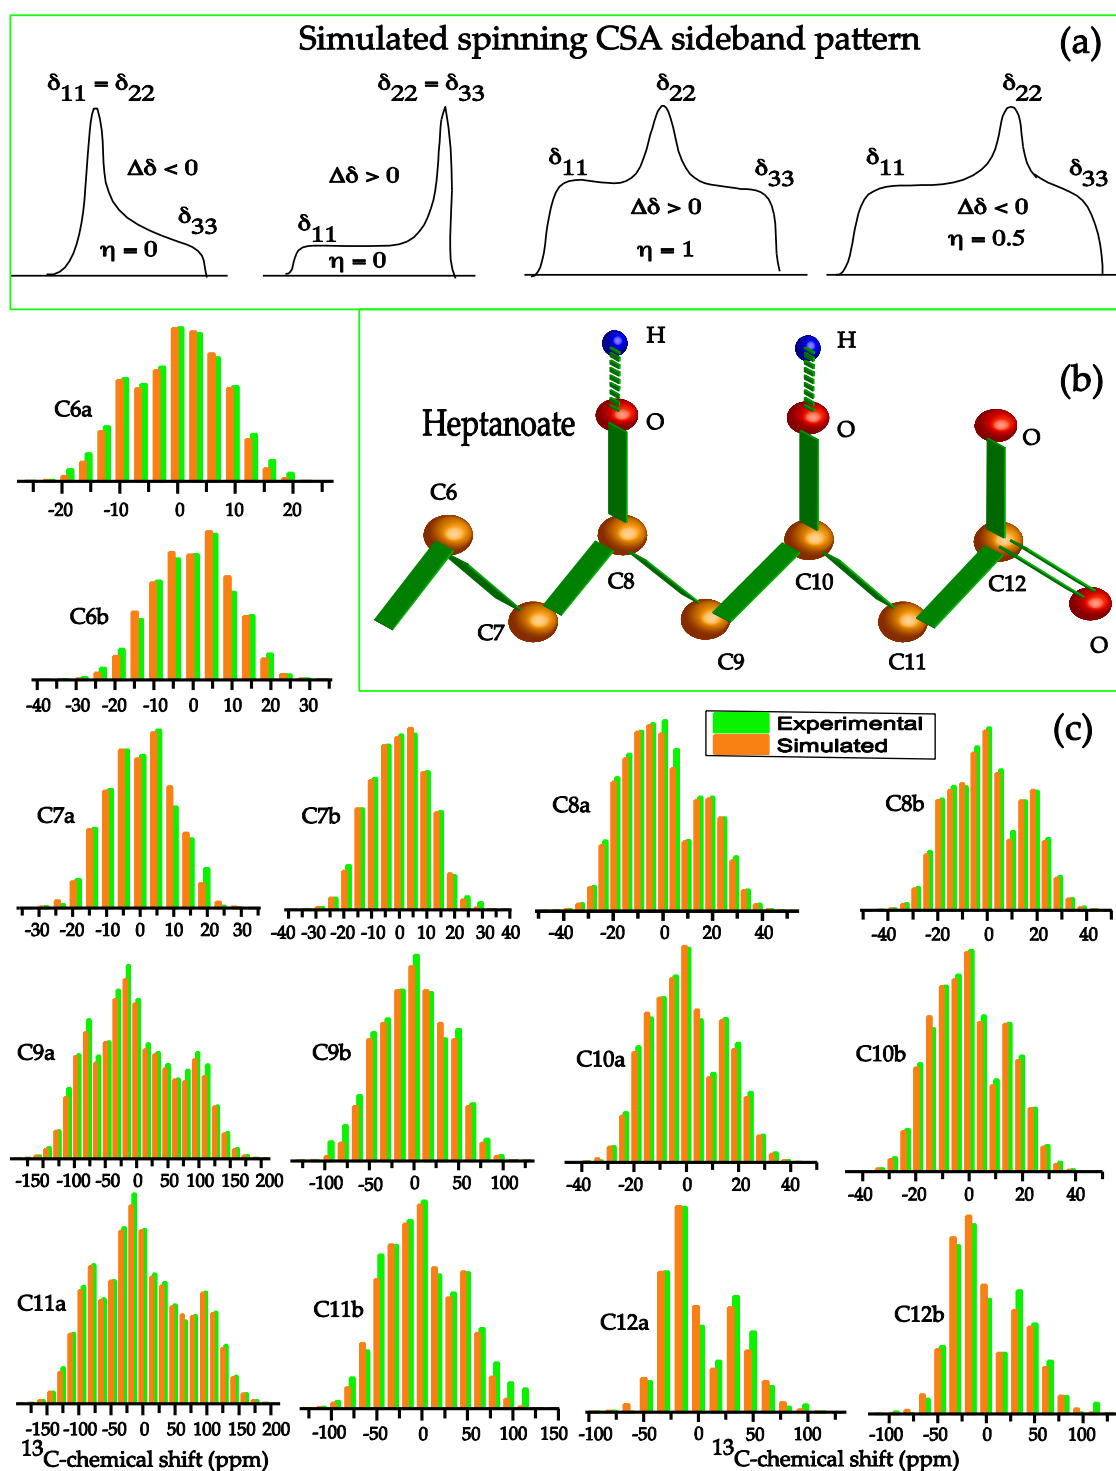 Simulated spinning CSA sideband pattern
(a)
δ11 = δ22
Δδ < 0
δ33
η = 0
δ22 = δ33
Δδ > 0
δ11
η = 0
δ22
δ11
δ33
Δδ > 0
η = 1
δ22
δ11
δ33
Δδ < 0
η = 0.5
C6a
-20 -10 0 10 20
C6b
-40 -30 -20 -10 0 10 20 30
(b)
Heptanoate
H
H
O
O
O
C6
C8
C10
C12
C7
C9
C11
O
(c)
Experimental
Simulated
C7a
-30 -20 -10 0 10 20 30
C7b
-40 -30 -20 -10 0 10 20 30 40
C8a
-40 -20 0 20 40
C8b
-40 -20 0 20 40
C9a
-150 -100 -50 0 50 100 150 200
C9b
-100 -50 0 50 100
C10a
-40 -20 0 20 40
C10b
-40 -20 0 20 40
C11a
-150 -100 -50 0 50 100 150 200
C11b
-100 -50 0 50 100 150
C12a
-100 -50 0 50 100
C12b
-100 -50 0 50 100
13C-chemical shift (ppm)
13C-chemical shift (ppm)